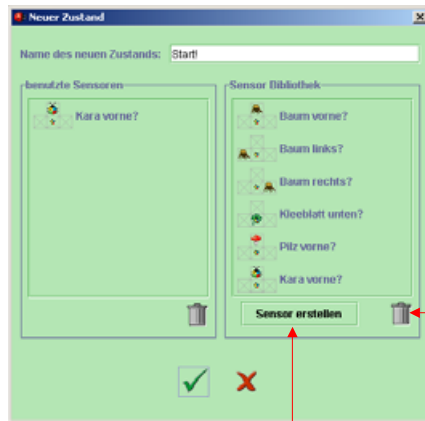 Neuer Zustand
Name des neuen Zustands: Start!
benutzte Sensoren
Kara vorne?
Sensor Bibliothek
Baum vorne?
Baum links?
Baum rechts?
Kleeblatt unten?
Pilz vorne?
Kara vorne?
Sensor erstellen